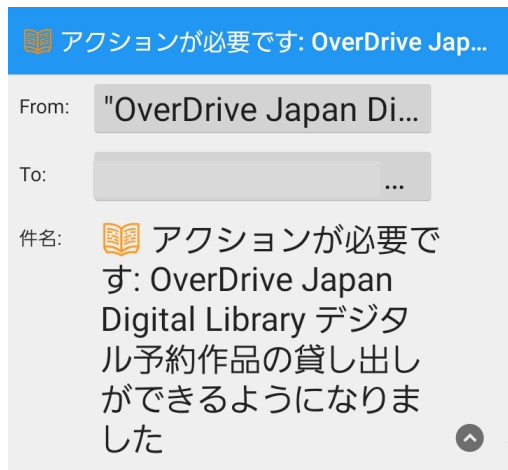 アクションが必要です: OverDrive Jap...
From:
"OverDrive Japan Di...
To:
...
件名:
アクションが必要で
す: OverDrive Japan
Digital Library デジタ
ル予約作品の貸し出し
ができるようになりま
した